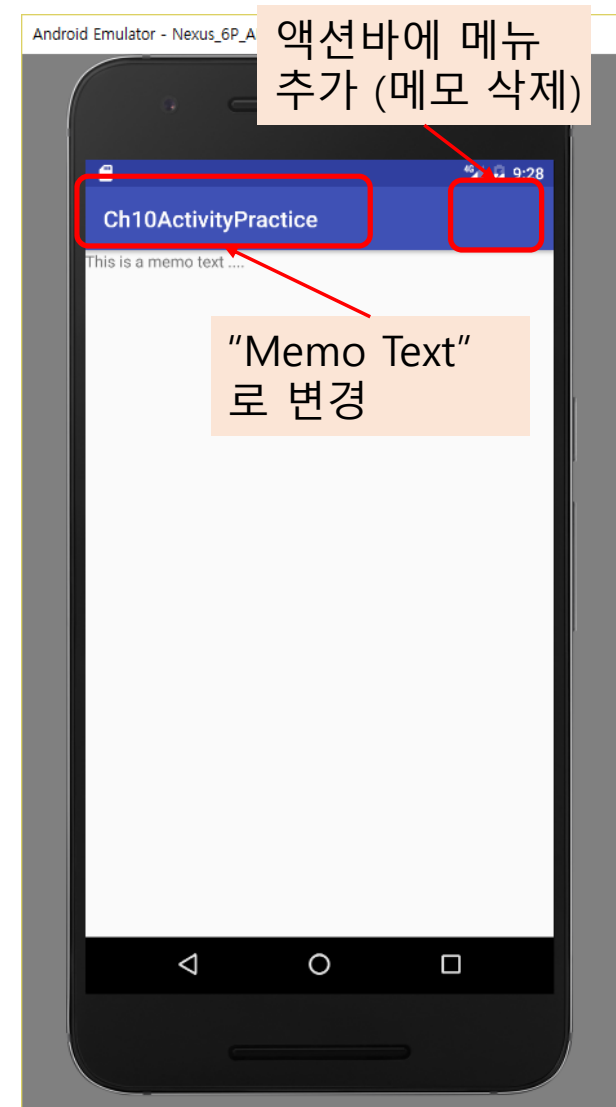 Android Emulator - Nexus_6P_A
액션바에 메뉴
추가 (메모 삭제)
9:28
Ch10ActivityPractice
This is a memo text ....
”Memo Text”
로 변경